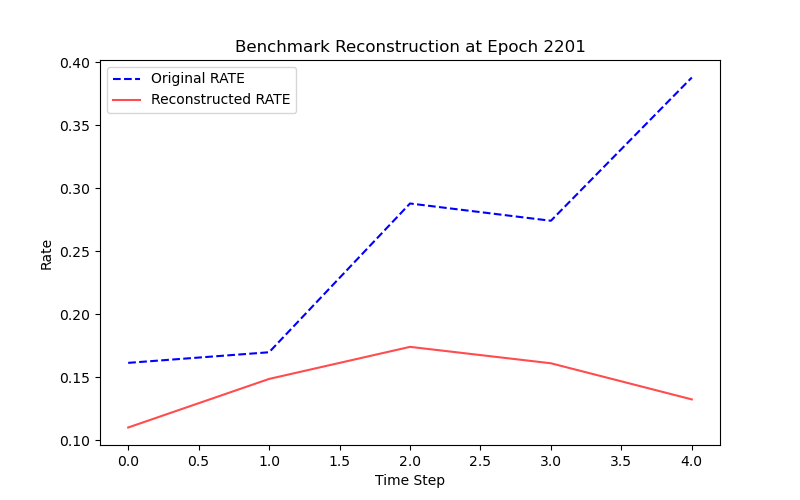 Benchmark Reconstruction at Epoch 2201
Original RATE
Reconstructed RATE
0.40
0.35
0.30
0.25
0.20
0.15
0.10
Rate
0.0 0.5 1.0 1.5 2.0 2.5 3.0 3.5 4.0
Time Step